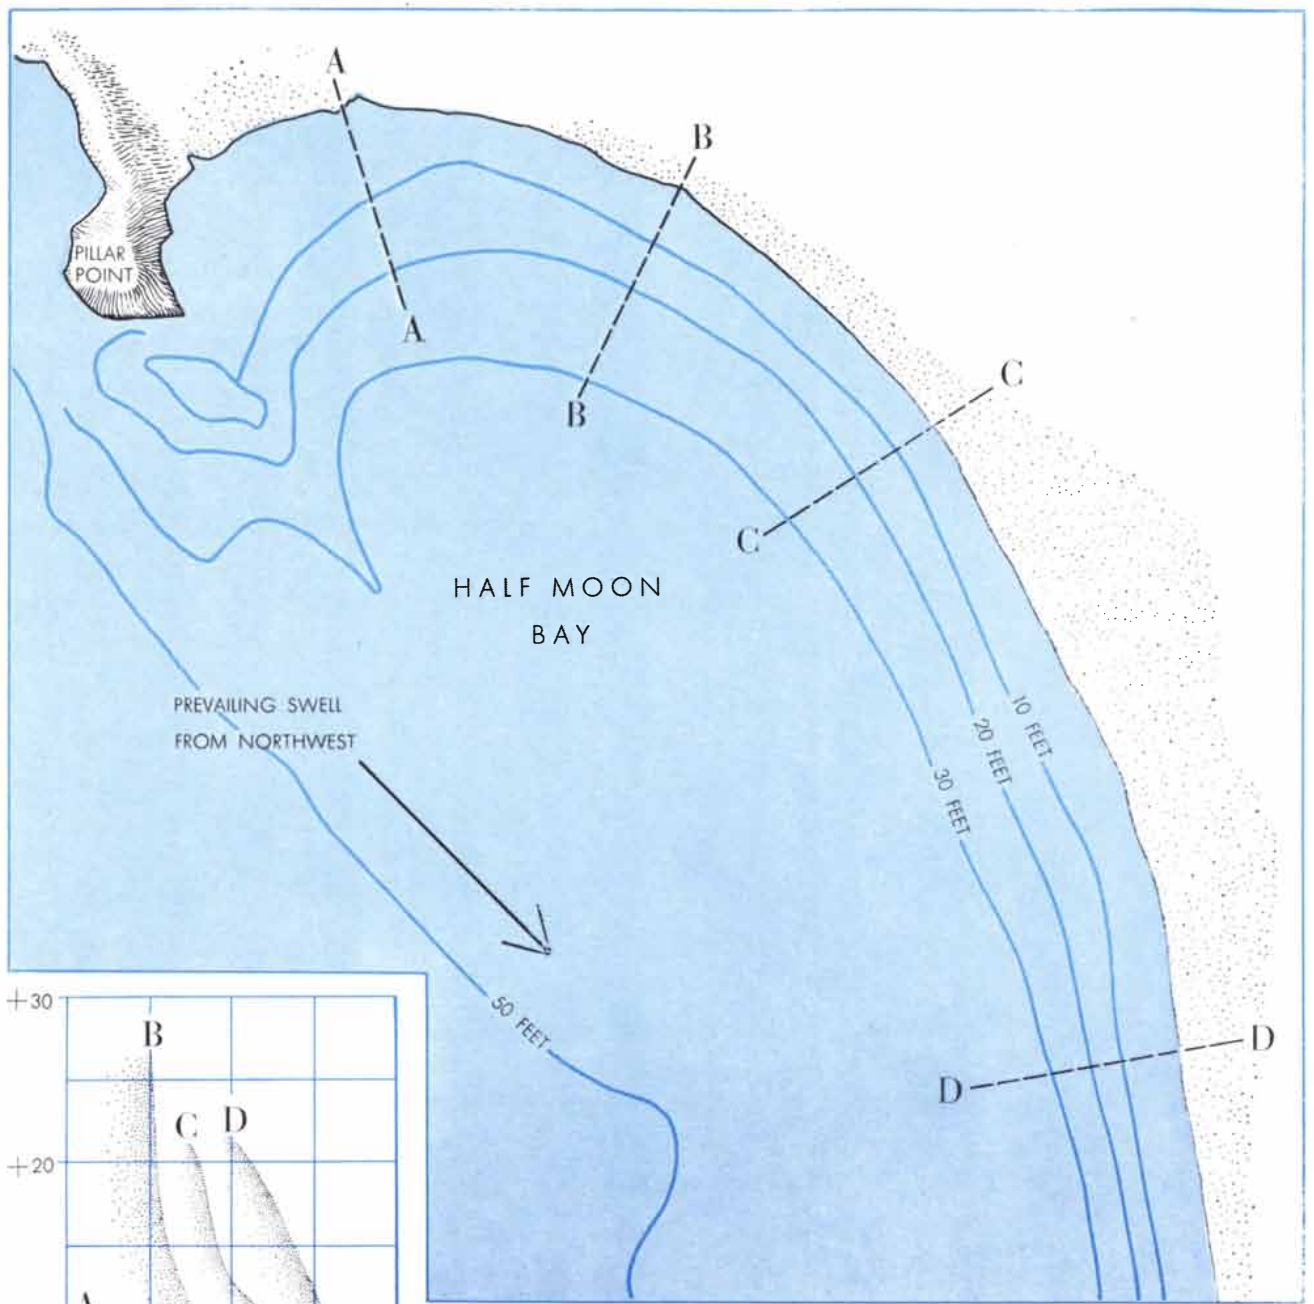 A
B
PILLAR
POINT
A
C
B
C
HALF MOON
BAY
PREVAILING SWELL
FROM NORTHWEST
10 FEET
20 FEET
30 FEET
50 FEET
D
D
+30
B
C
D
+20
A